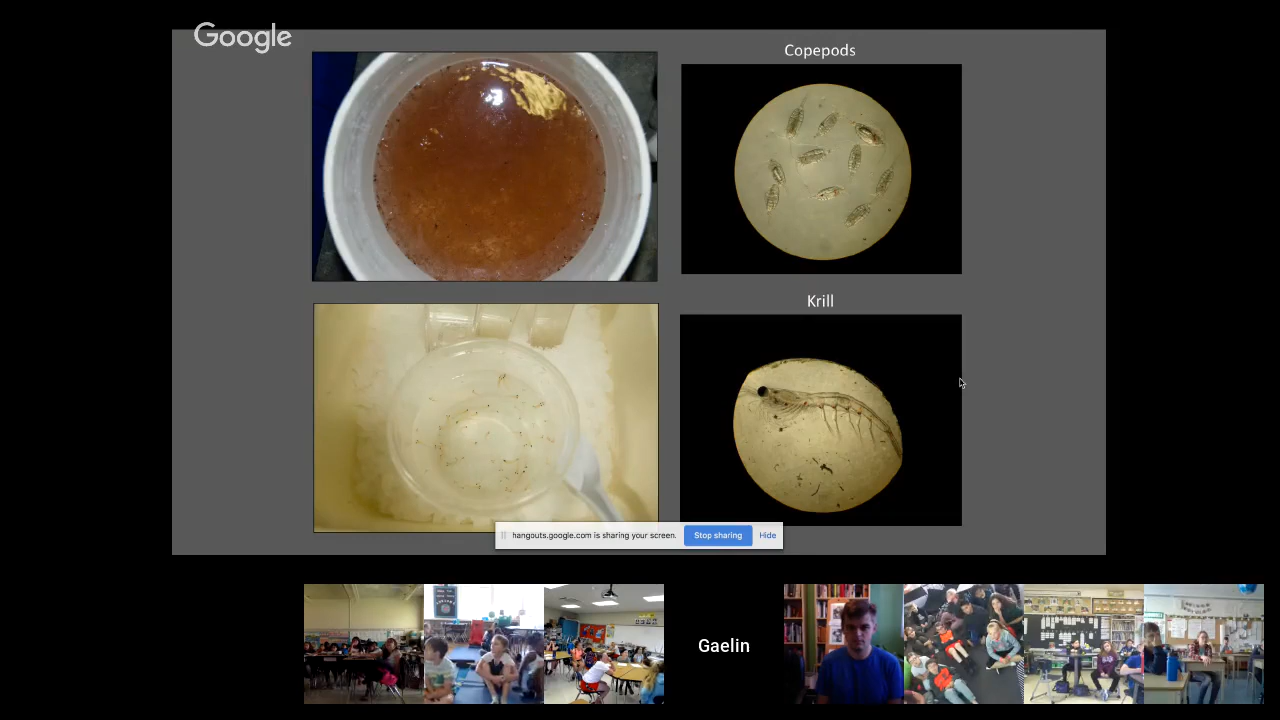 Google
Copepods
Krill
hangouts.google.com is sharing your screen.
Stop sharing
Hide
Gaelin